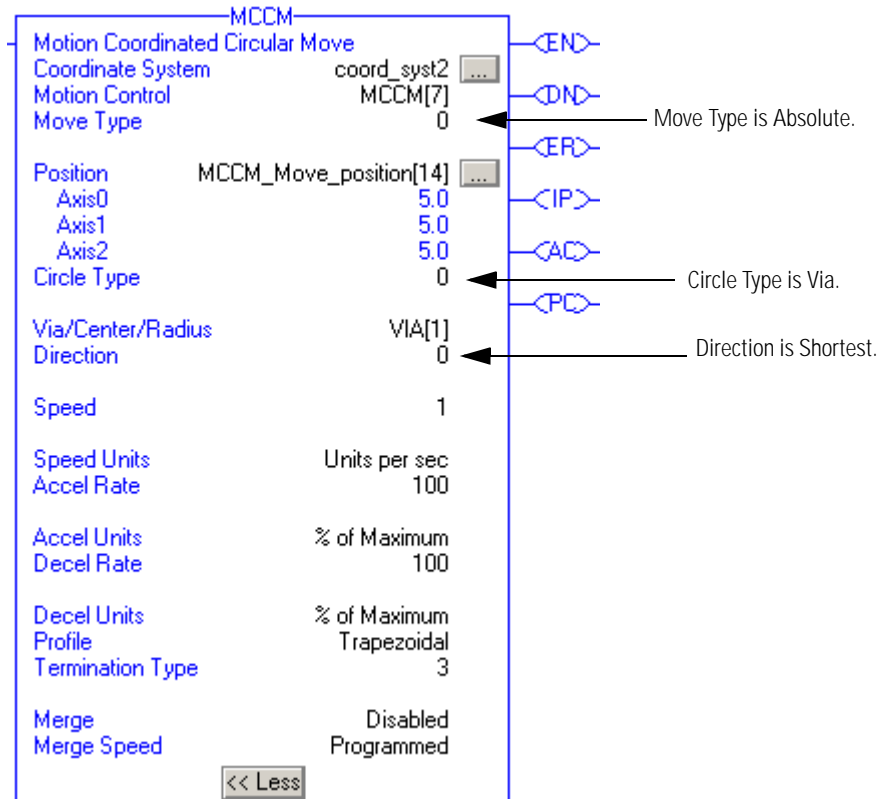 MCCM
Motion Coordinated Circular Move
Coordinate System coord_syst2 ...
Motion Control MCCM[7]
Move Type 0
Position MCCM_Move_position[14] ...
Axis0 5.0
Axis1 5.0
Axis2 5.0
Circle Type 0
Via/Center/Radius VIA[1]
Direction 0
Speed 1
Speed Units Units per sec
Accel Rate 100
Accel Units % of Maximum
Decel Rate 100
Decel Units % of Maximum
Profile Trapezoidal
Termination Type 3
Merge Disabled
Merge Speed Programmed
<< Less
EN
DN
ER
IP
AC
PC
Move Type is Absolute.
Circle Type is Via.
Direction is Shortest.